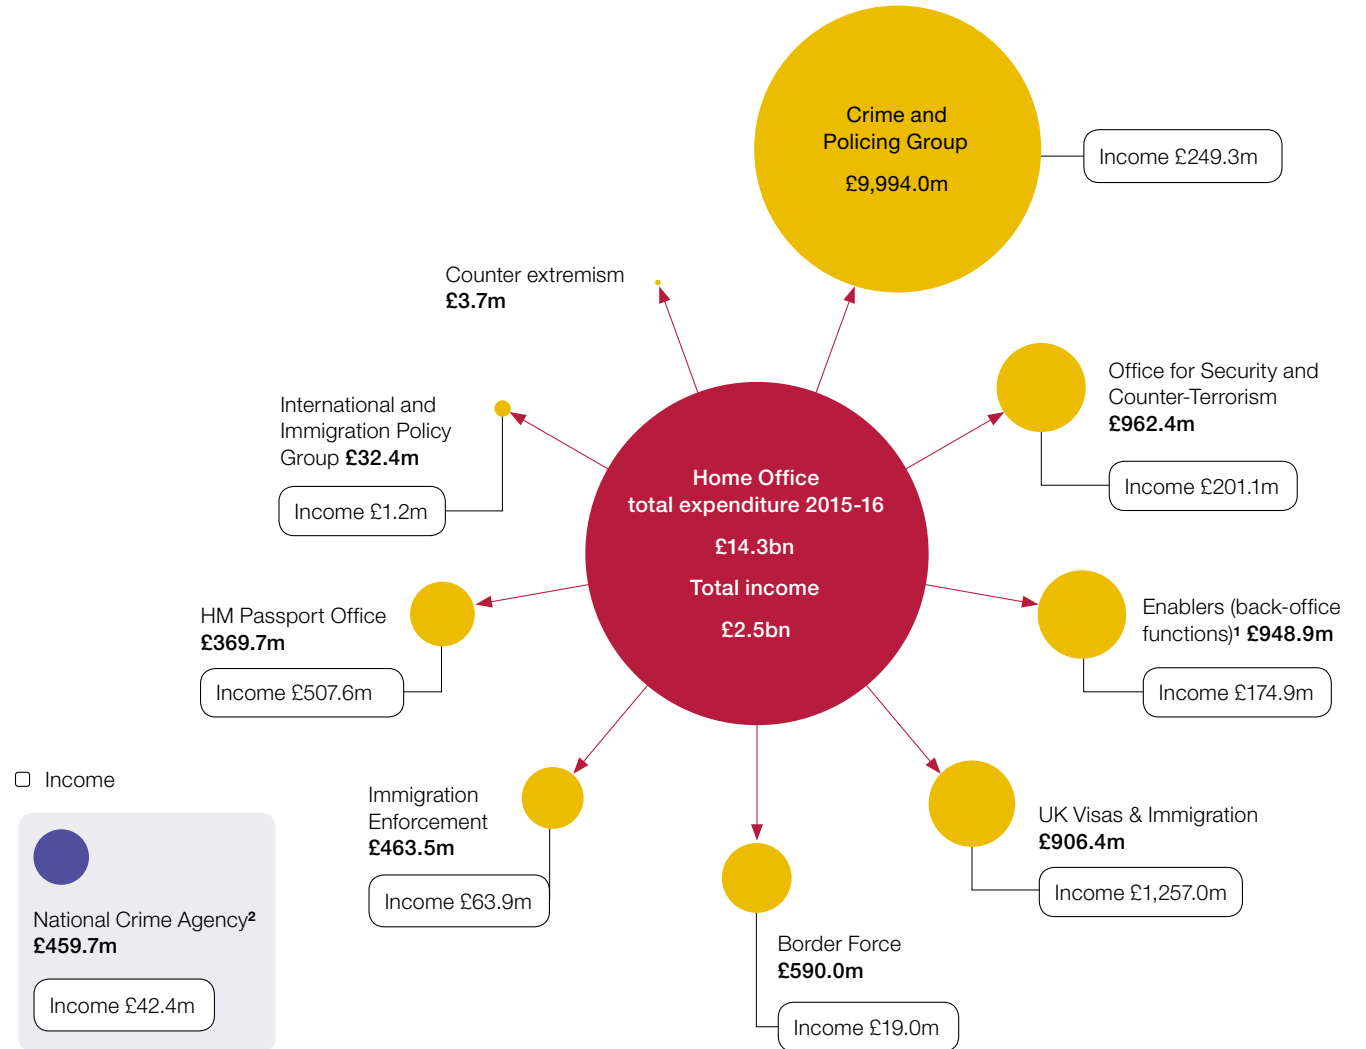 Crime and
Policing Group
£9,994.0m
Income £249.3m
Counter extremism
£3.7m
Office for Security and
Counter-Terrorism
£962.4m
Income £201.1m
International and
Immigration Policy
Group £32.4m
Income £1.2m
Home Office
total expenditure 2015-16
£14.3bn
Total income
£2.5bn
HM Passport Office
£369.7m
Income £507.6m
Enablers (back-office
functions)¹ £948.9m
Income £174.9m
Income
Immigration
Enforcement
£463.5m
Income £63.9m
UK Visas & Immigration
£906.4m
Income £1,257.0m
National Crime Agency²
£459.7m
Income £42.4m
Border Force
£590.0m
Income £19.0m